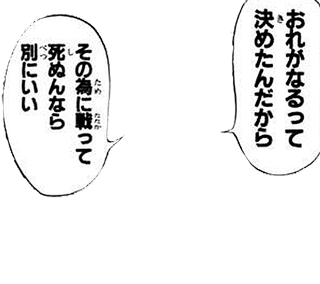 おれがなるって
決めたんだから
その為に戦って
死ぬんなら
別にいい